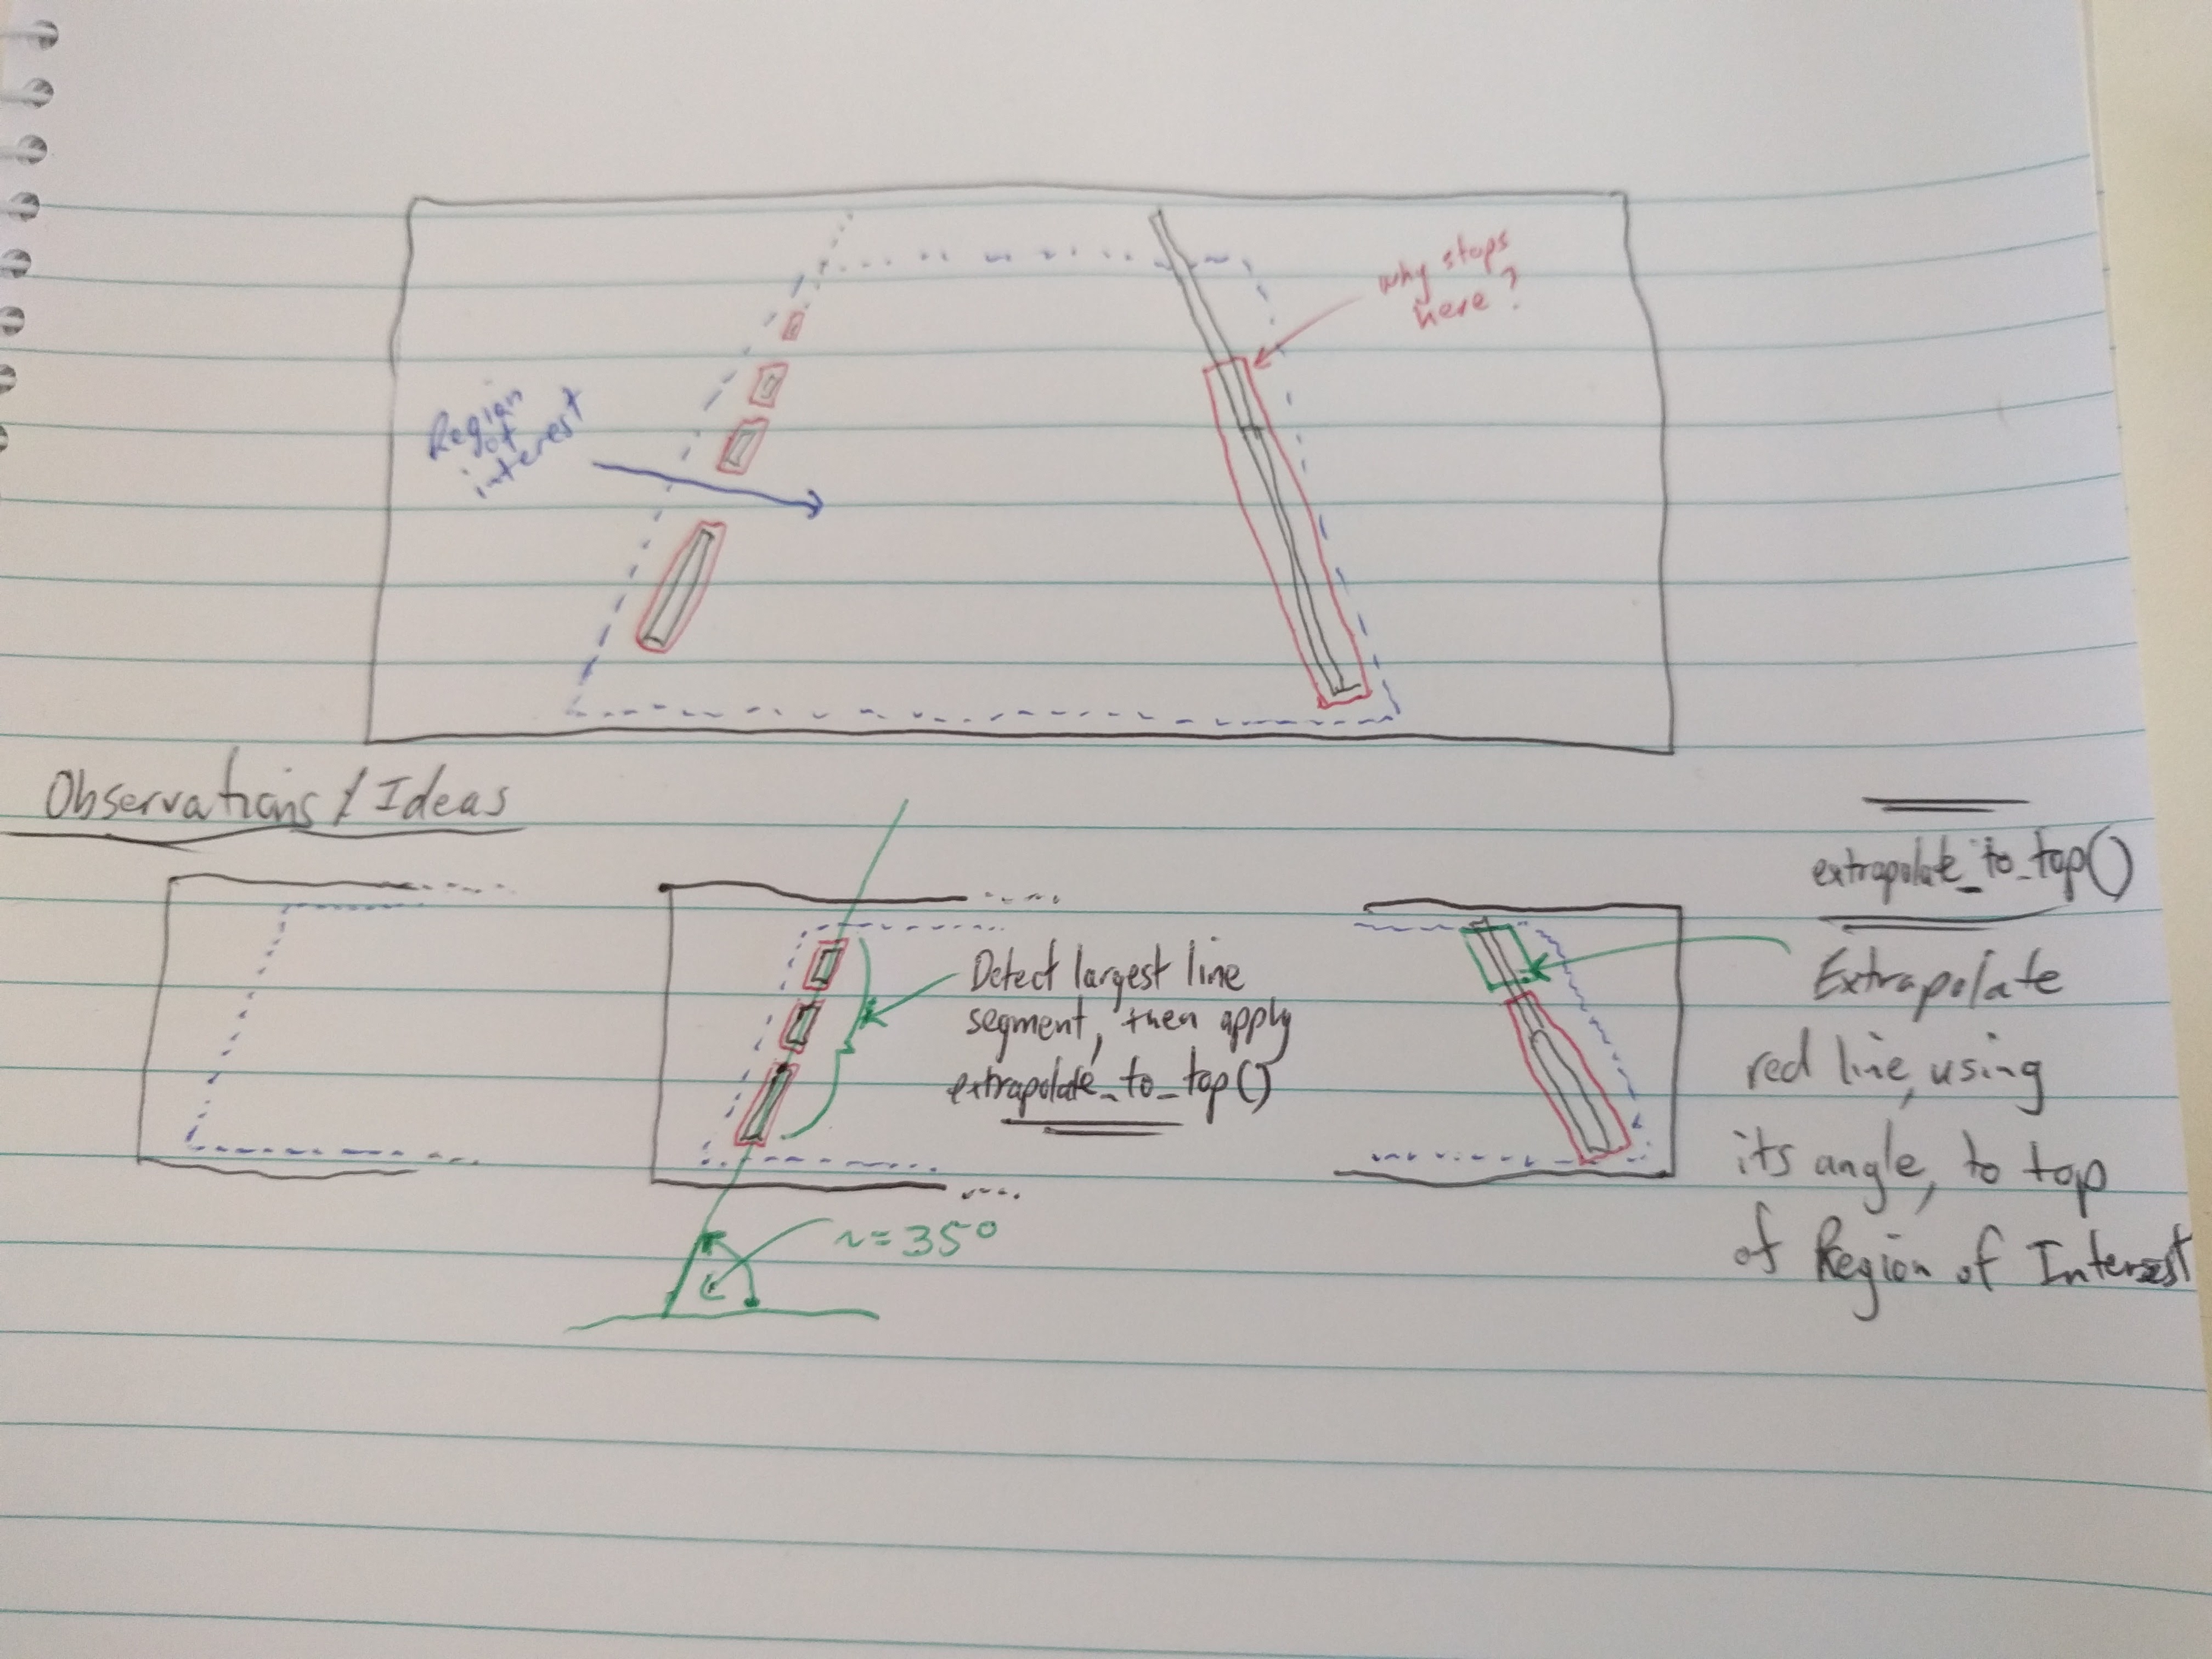 why stops
here?
Region
of
interest
Observations / Ideas
extrapolate_to_top()
Detect largest line
segment, then apply
extrapolate_to_top()
Extrapolate
red line, using
its angle, to top
of Region of Interest
~=35°